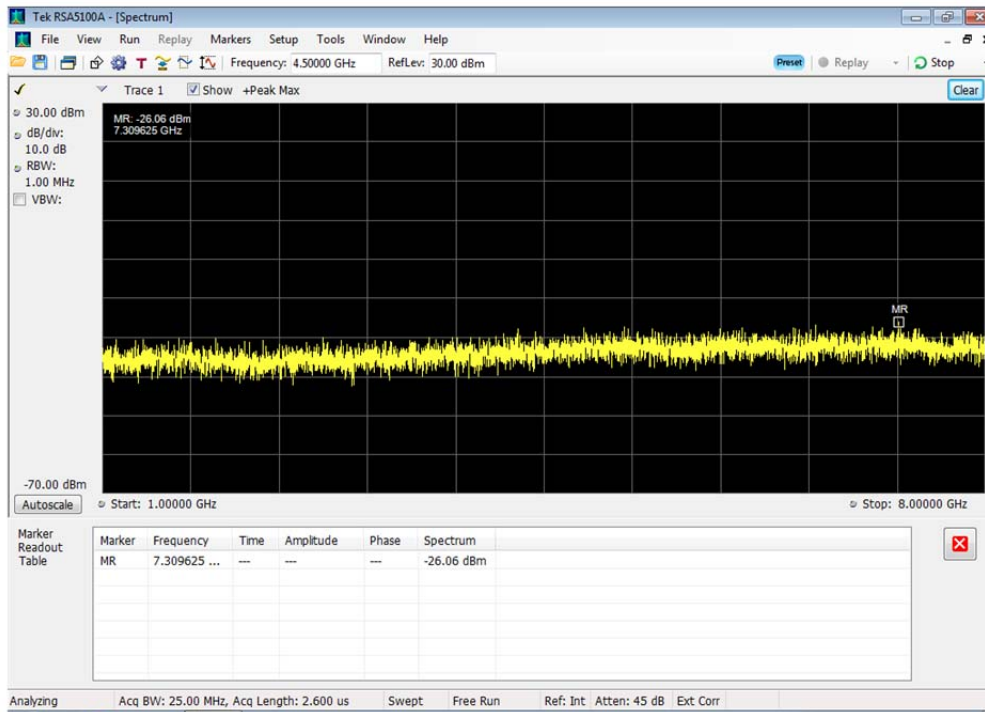 Tek RSA5100A - [Spectrum]
File View Run Replay Markers Setup Tools Window Help
T Frequency: 4.50000 GHz RefLev: 30.00 dBm Preset Replay Stop
Trace 1 Show +Peak Max Clear
30.00 dBm
dB/div:
10.0 dB
RBW:
1.00 MHz
VBW:
MR: -26.06 dBm
7.309625 GHz
MR
-70.00 dBm
Autoscale Start: 1.00000 GHz Stop: 8.00000 GHz
Marker Readout Table
Marker Frequency Time Amplitude Phase Spectrum
MR 7.309625 ... --- --- --- -26.06 dBm
Analyzing Acq BW: 25.00 MHz, Acq Length: 2.600 us Swept Free Run Ref: Int Atten: 45 dB Ext Corr